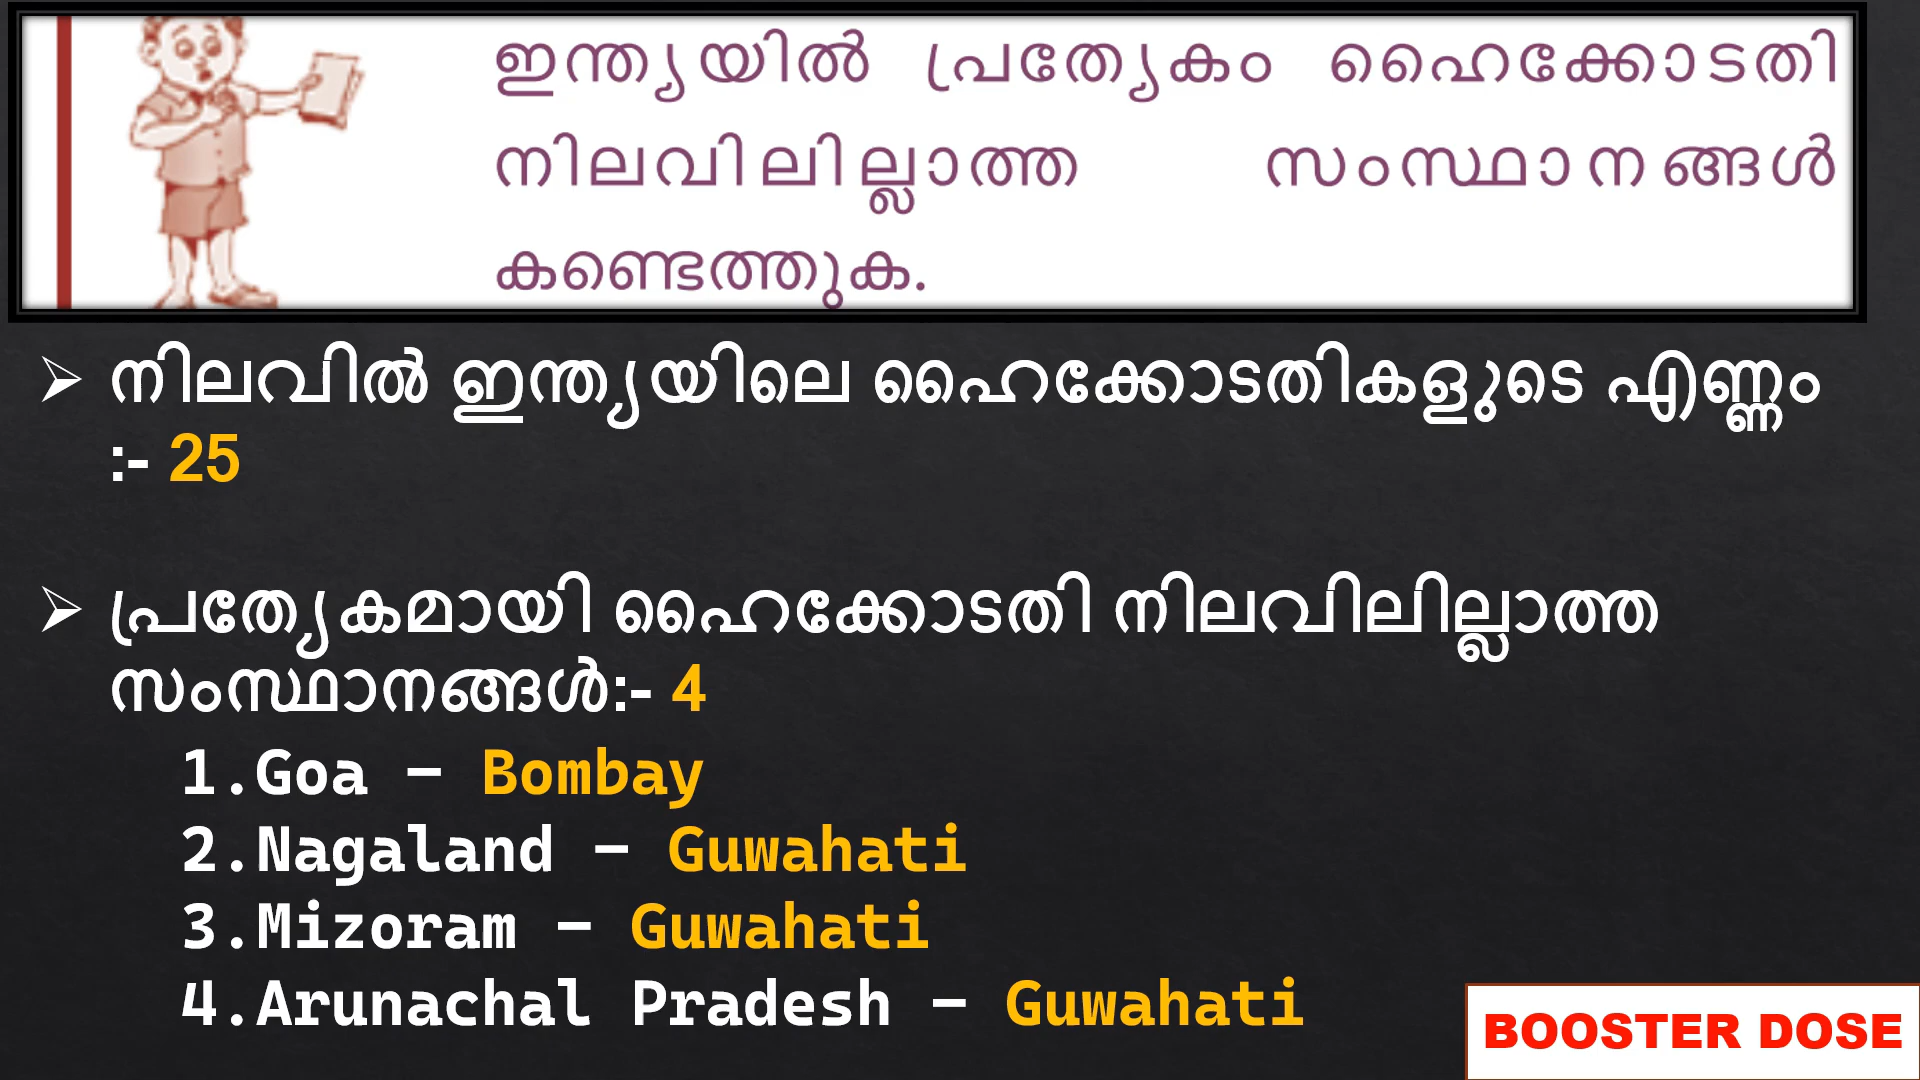 ഇന്ത്യയിൽ പ്രത്യേകം ഹൈക്കോടതി
നിലവിലില്ലാത്ത സംസ്ഥാനങ്ങൾ
കണ്ടെത്തുക.
➢ നിലവിൽ ഇന്ത്യയിലെ ഹൈക്കോടതികളുടെ എണ്ണം
:- 25
➢ പ്രത്യേകമായി ഹൈക്കോടതി നിലവിലില്ലാത്ത
സംസ്ഥാനങ്ങൾ:- 4
1.Goa – Bombay
2.Nagaland – Guwahati
3.Mizoram – Guwahati
4.Arunachal Pradesh – Guwahati
BOOSTER DOSE